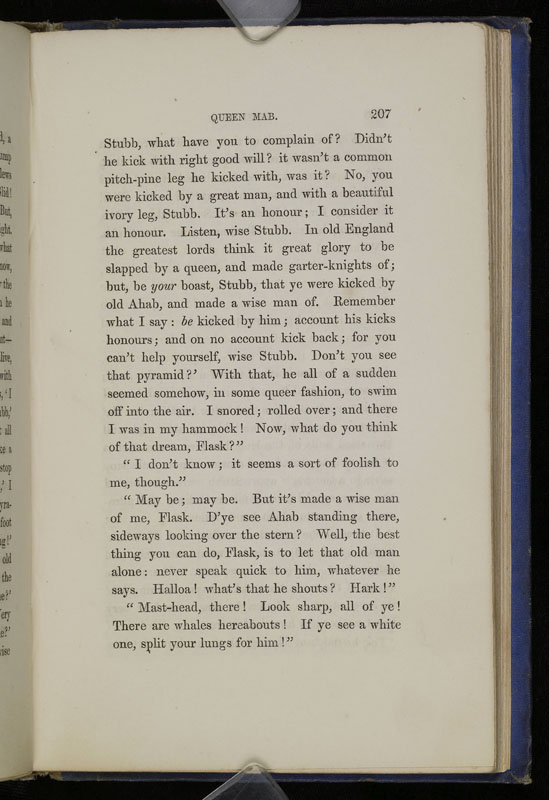 QUEEN MAB. 207
Stubb, what have you to complain of? Didn't
he kick with right good will? it wasn't a common
pitch-pine leg he kicked with, was it? No, you
were kicked by a great man, and with a beautiful
ivory leg, Stubb. It's an honour; I consider it
an honour. Listen, wise Stubb. In old England
the greatest lords think it great glory to be
slapped by a queen, and made garter-knights of;
but, be your boast, Stubb, that ye were kicked by
old Ahab, and made a wise man of. Remember
what I say: be kicked by him; account his kicks
honours; and on no account kick back; for you
can't help yourself, wise Stubb. Don't you see
that pyramid?' With that, he all of a sudden
seemed somehow, in some queer fashion, to swim
off into the air. I snored; rolled over; and there
I was in my hammock! Now, what do you think
of that dream, Flask?"
"I don't know; it seems a sort of foolish to
me, though."
"May be; may be. But it's made a wise man
of me, Flask. D'ye see Ahab standing there,
sideways looking over the stern? Well, the best
thing you can do, Flask, is to let that old man
alone: never speak quick to him, whatever he
says. Halloa! what's that he shouts? Hark!"
"Mast-head, there! Look sharp, all of ye!
There are whales hereabouts! If ye see a white
one, split your lungs for him!"